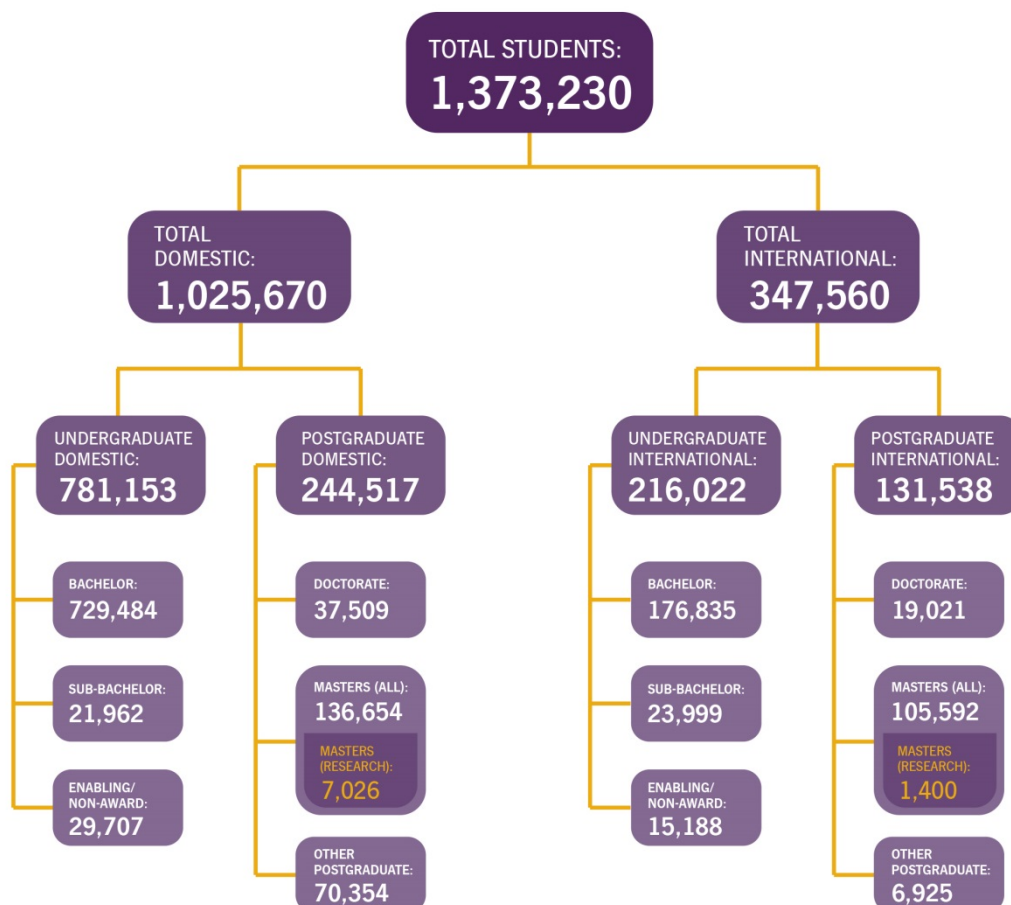 TOTAL STUDENTS:
1,373,230
TOTAL
DOMESTIC:
1,025,670
TOTAL
INTERNATIONAL:
347,560
UNDERGRADUATE
DOMESTIC:
781,153
BACHELOR:
729,484
SUB-BACHELOR:
21,962
ENABLING/
NON-AWARD:
29,707
POSTGRADUATE
DOMESTIC:
244,517
DOCTORATE:
37,509
MASTERS (ALL):
136,654
MASTERS
(RESEARCH):
7,026
OTHER
POSTGRADUATE:
70,354
UNDERGRADUATE
INTERNATIONAL:
216,022
BACHELOR:
176,835
SUB-BACHELOR:
23,999
ENABLING/
NON-AWARD:
15,188
POSTGRADUATE
INTERNATIONAL:
131,538
DOCTORATE:
19,021
MASTERS (ALL):
105,592
MASTERS
(RESEARCH):
1,400
OTHER
POSTGRADUATE:
6,925